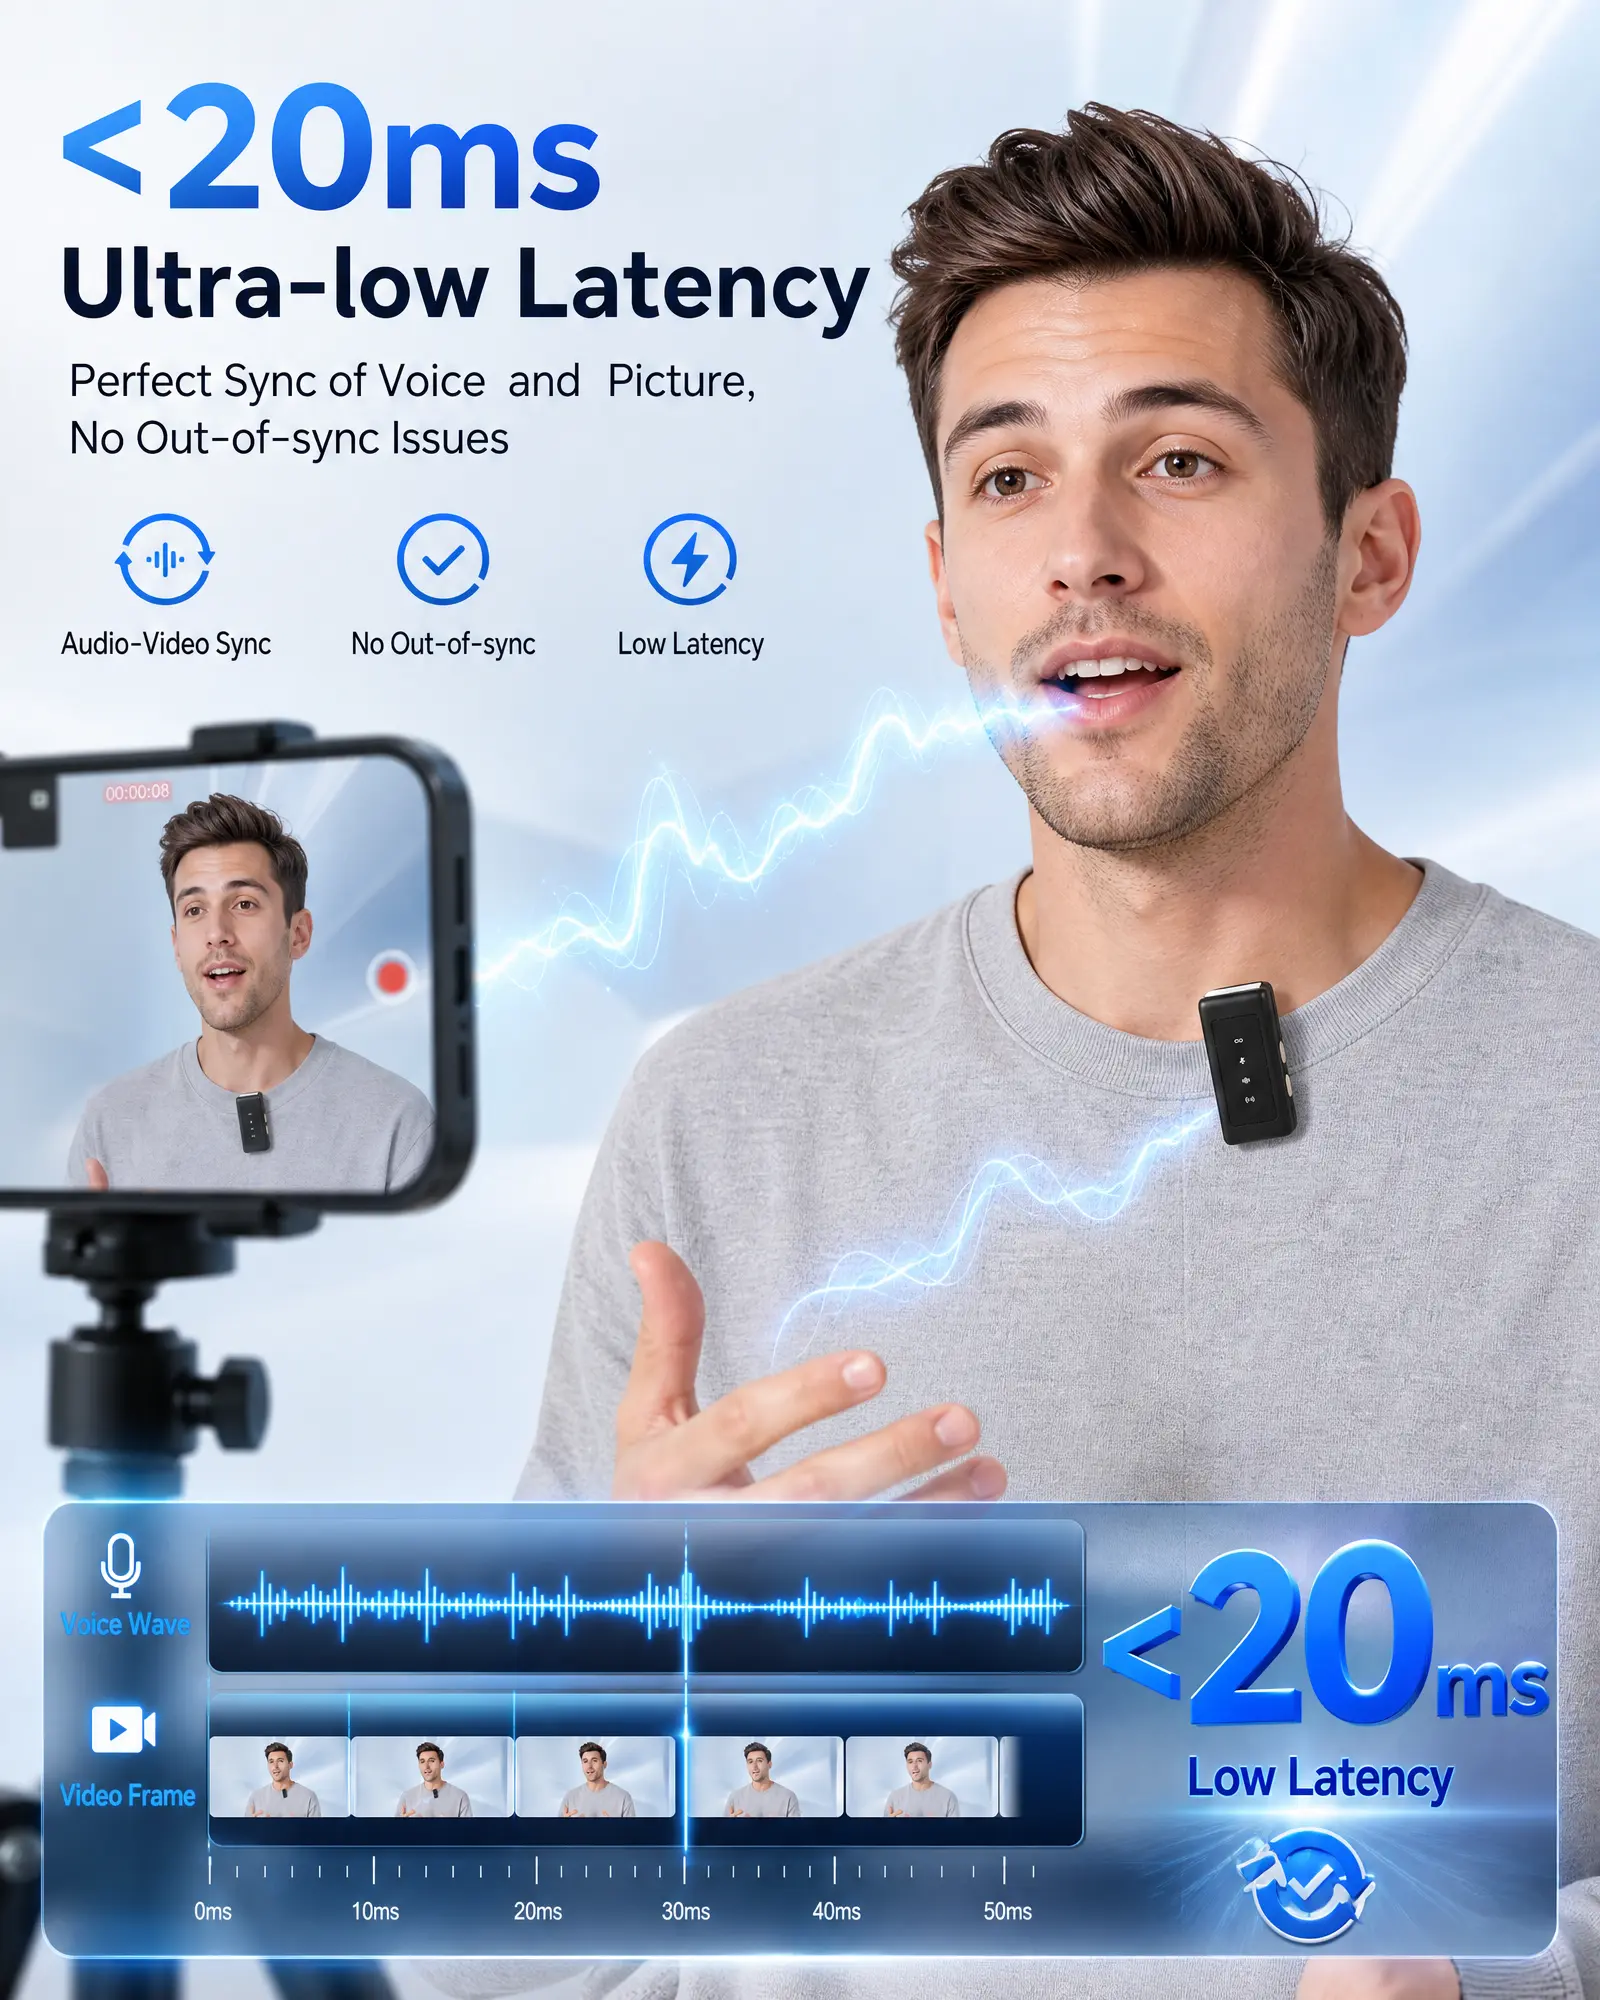 <20ms
Ultra-low Latency
Perfect Sync of Voice and Picture,
No Out-of-sync Issues
Audio-Video Sync
No Out-of-sync
Low Latency
00:00:08
Voice Wave
Video Frame
0ms
10ms
20ms
30ms
40ms
50ms
<20ms
Low Latency